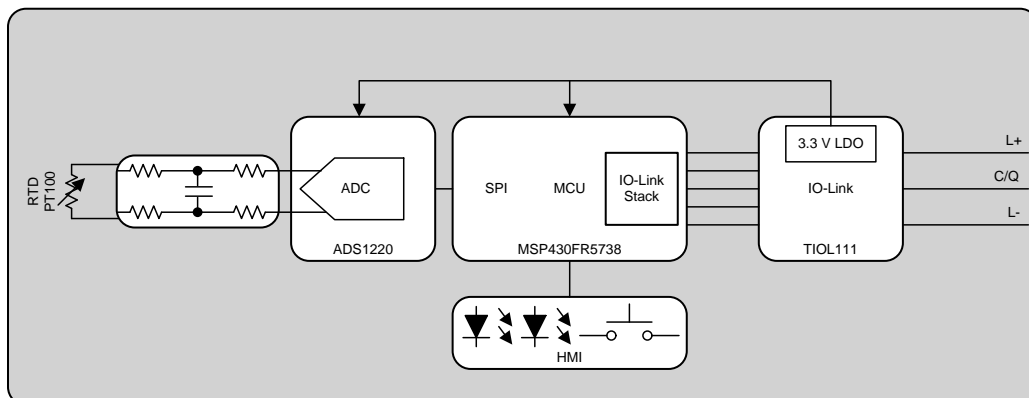 RTD
PT100
ADC
ADS1220
SPI
MCU
IO-Link
Stack
MSP430FR5738
3.3 V LDO
IO-Link
TIOL111
L+
C/Q
L-
HMI